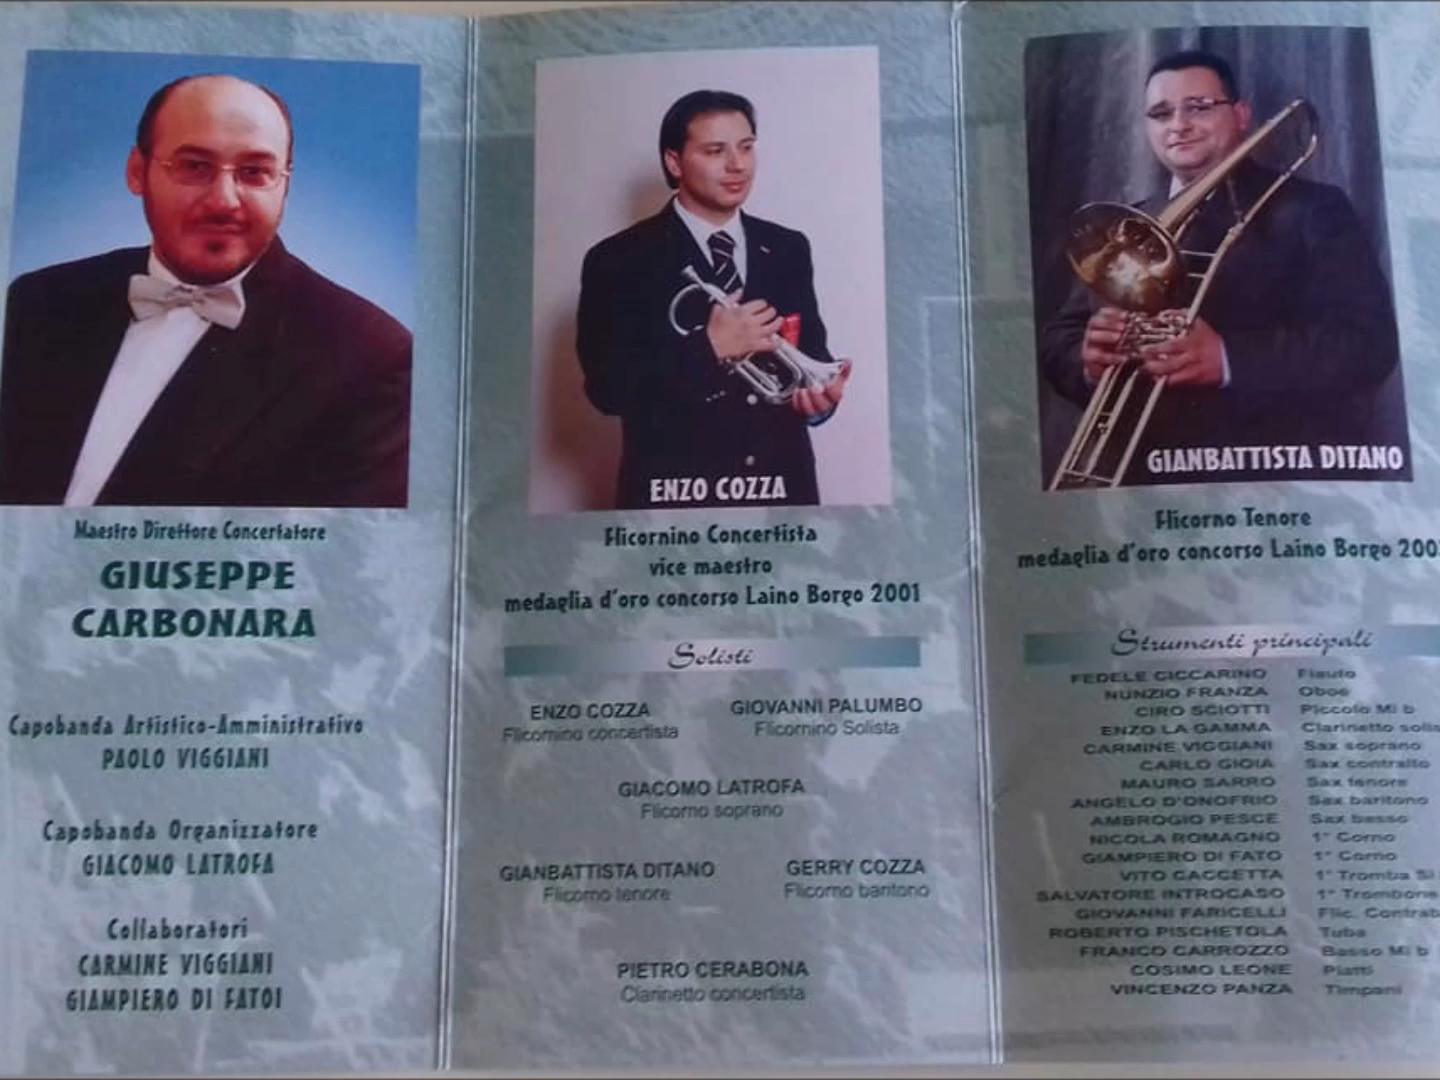 Maestro Direttore Concertatore
GIUSEPPE
CARBONARA
Capobanda Artistico-Amministrativo
PAOLO VIGGIANI
Capobanda Organizzatore
GIACOMO LATROFA
Collaboratori
CARMINE VIGGIANI
GIAMPIERO DI FATOI
ENZO COZZA
Flicornino Concertista
vice maestro
medaglia d'oro concorso Laino Borgo 2001
Solisti
ENZO COZZA
Flicornino concertista
GIOVANNI PALUMBO
Flicornino Solista
GIACOMO LATROFA
Flicorno soprano
GIANBATTISTA DITANO
Flicorno tenore
GERRY COZZA
Flicorno baritono
PIETRO CERABONA
Clarinetto concertista
GIANBATTISTA DITANO
Flicorno Tenore
medaglia d'oro concorso Laino Borgo
Strumenti principali
FEDELE CICCARINO Flauto
NUNZIO FRANZA Oboe
CIRO SCIOTTI Piccolo Mi b
ENZO LA GAMMA Clarinetto
CARMINE VIGGIANI Sax soprano
CARLO GIOIA Sax contralto
MAURO SARRO Sax tenore
ANGELO D'ONOFRIO Sax baritono
AMBROGIO PESCE Sax basso
NICOLA ROMAGNO 1° Corno
GIAMPIERO DI FATO 1° Corno
VITO CACCETTA 1° Tromba Si
SALVATORE INTROCASO 1° Trombone
GIOVANNI FARICELLI Flic.
ROBERTO PISCHETOLA Tuba
FRANCO CARROZZO Basso Mi b
COSIMO LEONE Piatti
VINCENZO PANZA Timpani